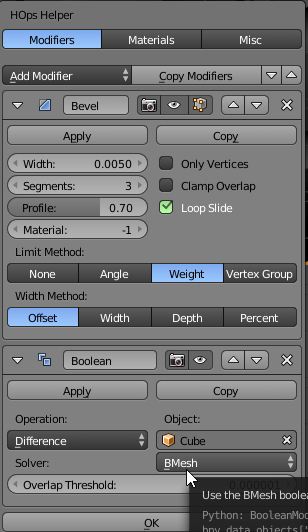 HOps Helper
Modifiers Materials Misc
Add Modifier Copy Modifiers
Bevel
Apply Copy
Width: 0.0050 Only Vertices
Segments: 3 Clamp Overlap
Profile: 0.70 Loop Slide
Material: -1
Limit Method:
None Angle Weight Vertex Group
Width Method:
Offset Width Depth Percent
Boolean
Apply Copy
Operation: Object:
Difference Cube
Solver: BMesh
Overlap Threshold: 0.000001
Use the BMesh boole
Python: BooleanMod
bpy.data.objects[
OK